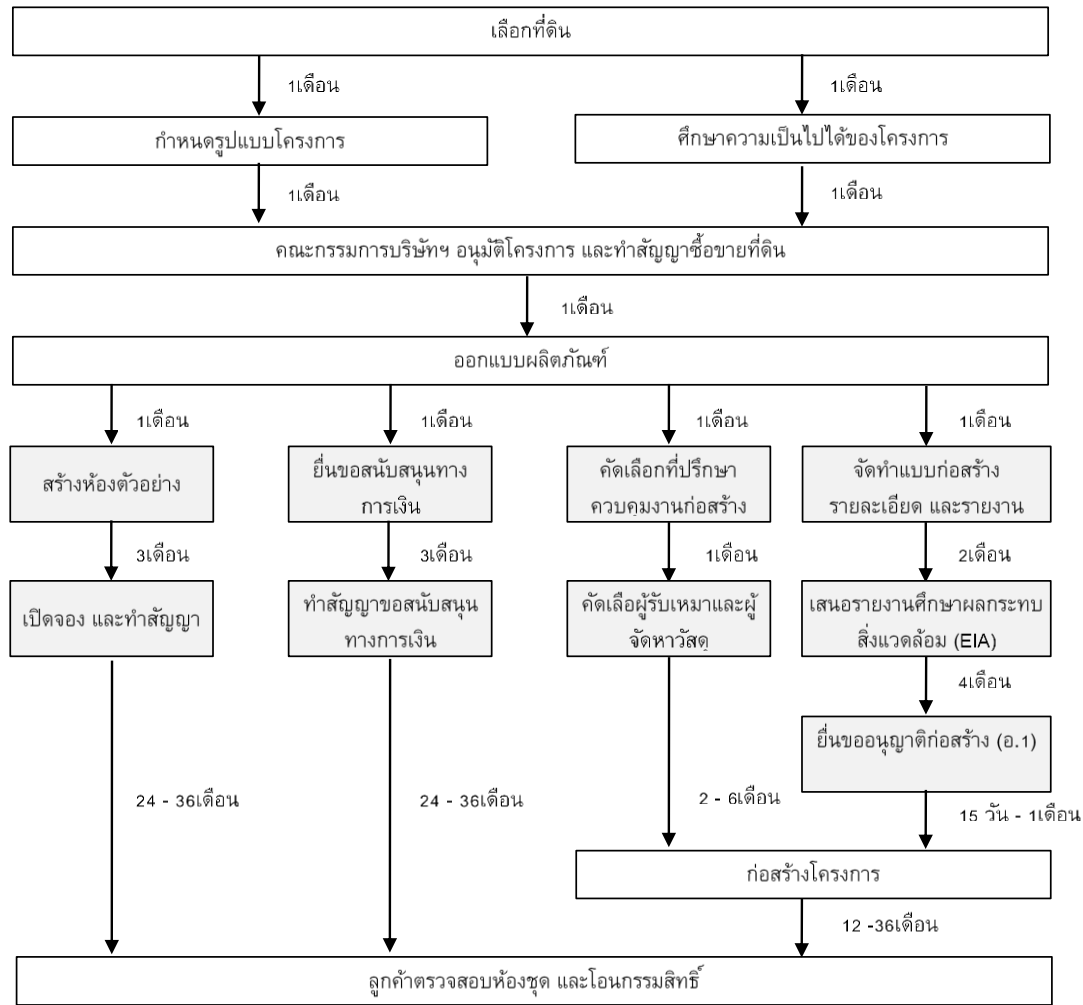 เลือกที่ดิน
1เดือน
1เดือน
กำหนดรูปแบบโครงการ
ศึกษาความเป็นไปได้ของโครงการ
1เดือน
1เดือน
คณะกรรมการบริษัทฯ อนุมัติโครงการ และทำสัญญาซื้อขายที่ดิน
1เดือน
ออกแบบผลิตภัณฑ์
1เดือน
1เดือน
1เดือน
1เดือน
สร้างห้องตัวอย่าง
ยื่นขอสนับสนุนทาง
การเงิน
คัดเลือกที่ปรึกษา
ควบคุมงานก่อสร้าง
จัดทำแบบก่อสร้าง
รายละเอียด และรายงาน
3เดือน
3เดือน
1เดือน
2เดือน
เปิดจอง และทำสัญญา
ทำสัญญาขอสนับสนุน
ทางการเงิน
คัดเลือผู้รับเหมาและผู้
จัดหาวัสดุ
เสนอรายงานศึกษาผลกระทบ
สิ่งแวดล้อม (EIA)
4เดือน
ยื่นขออนุญาติก่อสร้าง (อ.1)
24 - 36เดือน
24 - 36เดือน
2 - 6เดือน
15 วัน - 1เดือน
ก่อสร้างโครงการ
12 -36เดือน
ลูกค้าตรวจสอบห้องชุด และโอนกรรมสิทธิ์